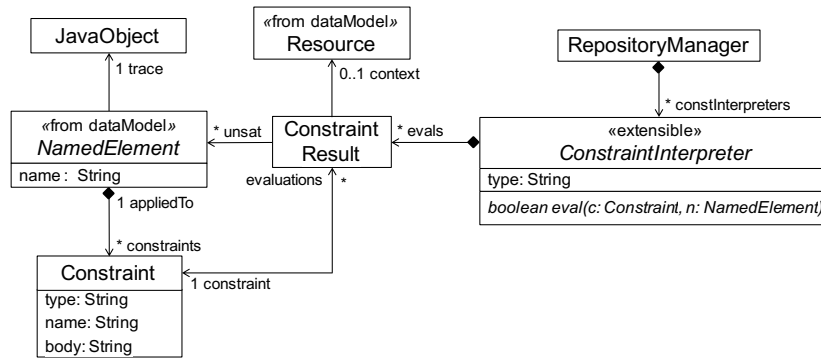 JavaObject
1 trace
«from dataModel»
NamedElement
name : String
1 appliedTo
* constraints
Constraint
type: String
name: String
body: String
«from dataModel»
Resource
0..1 context
* unsat
Constraint
Result
* evals
evaluations
*
1 constraint
RepositoryManager
* constInterpreters
«extensible»
ConstraintInterpreter
type: String
boolean eval(c: Constraint, n: NamedElement)